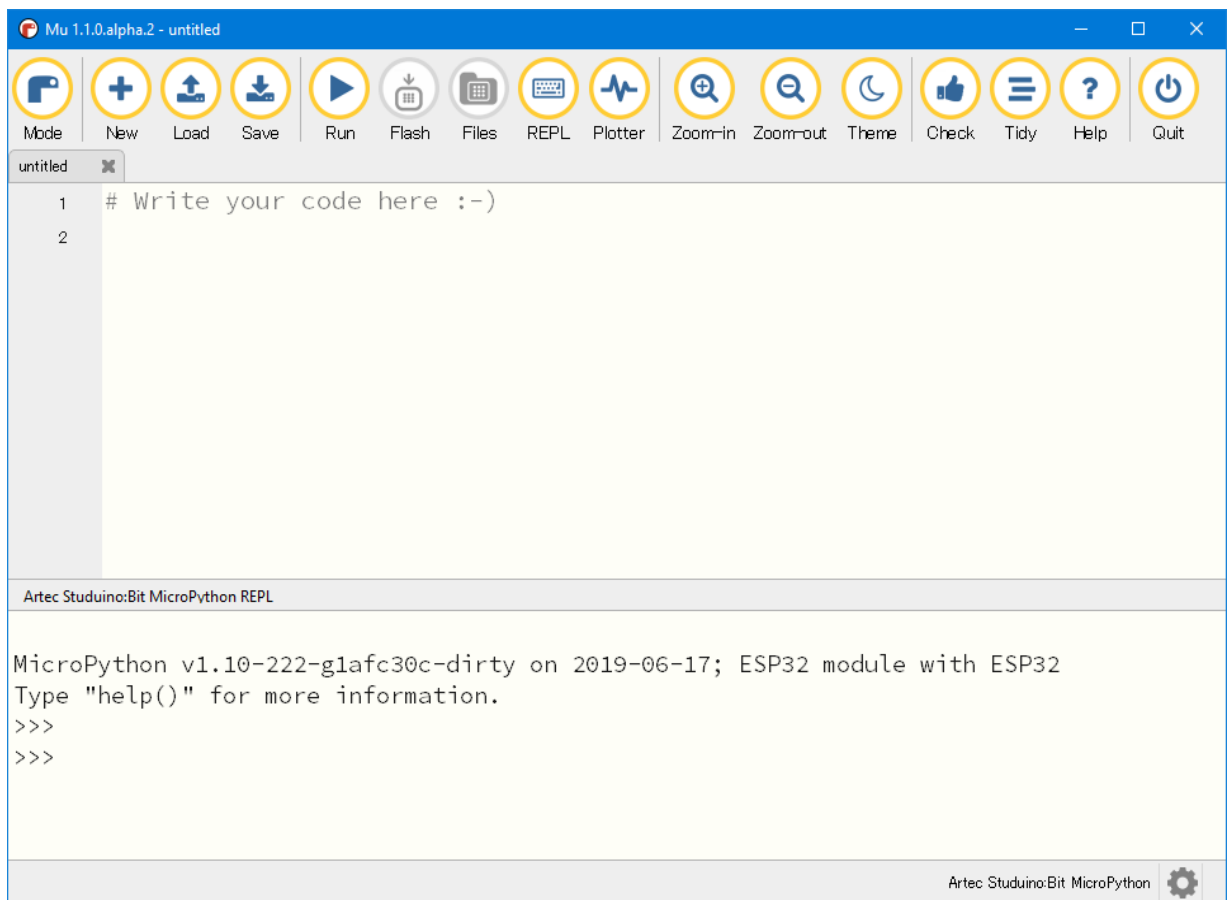 Mu 1.1.0.alpha.2 - untitled
Mode New Load Save Run Flash Files REPL Plotter Zoom-in Zoom-out Theme Check Tidy Help Quit
untitled
1 # Write your code here :-)
2
Artec Studuino:Bit MicroPython REPL
MicroPython v1.10-222-g1afc30c-dirty on 2019-06-17; ESP32 module with ESP32
Type "help()" for more information.
>>>
>>>
Artec Studuino:Bit MicroPython